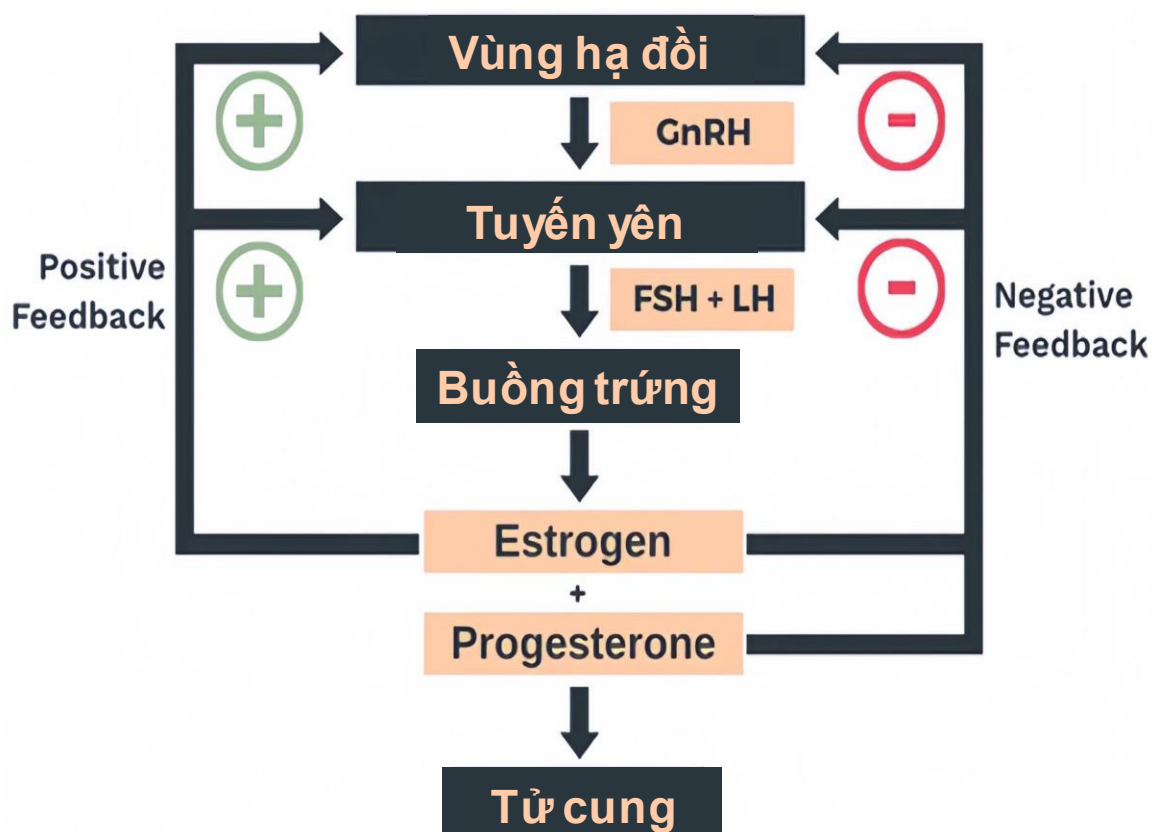 Vùng hạ đồi
GnRH
Tuyến yên
Positive
Feedback
FSH + LH
Negative
Feedback
Buồng trứng
Estrogen
+
Progesterone
Tử cung